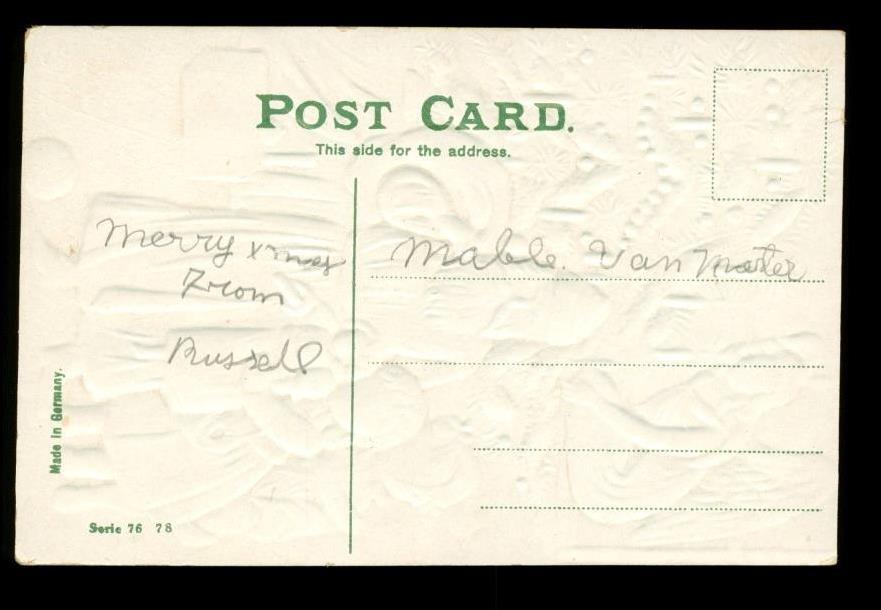 POST CARD.
This side for the address.
Merry xmas
From
Russell
Mable. Van Marter
Made in Germany.
Serie 76 78